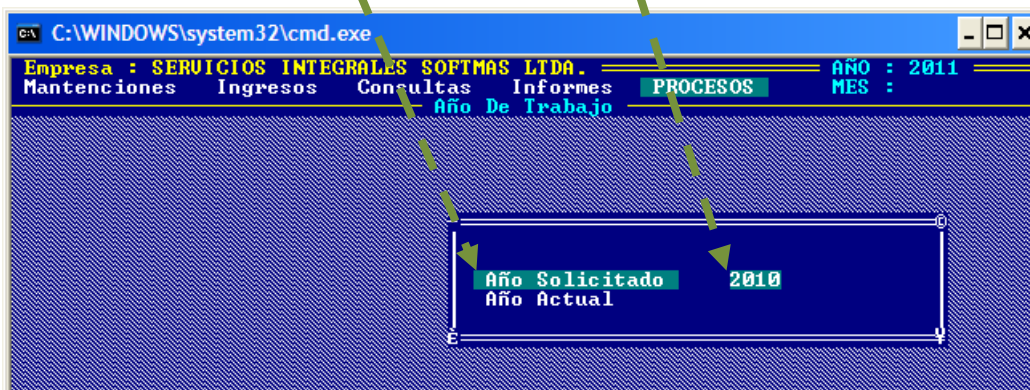 C:\WINDOWS\system32\cmd.exe
Empresa : SERVICIOS INTEGRALES SOFTMAS LTDA. AÑO : 2011
Mantenciones Ingresos Consultas Informes PROCESOS MES :
Año De Trabajo
Año Solicitado 2010
Año Actual